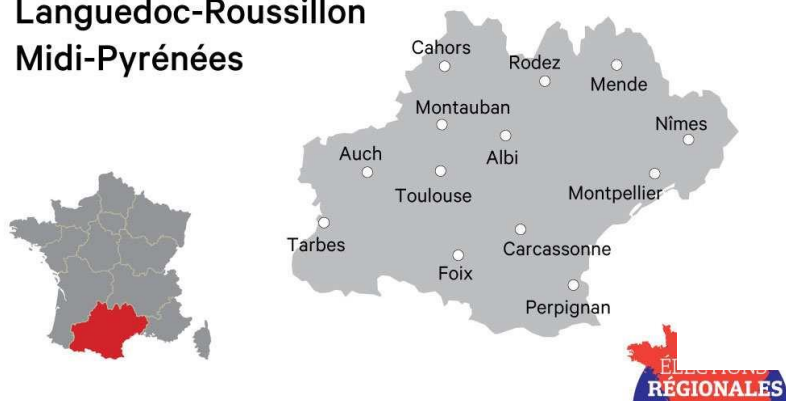 Languedoc-Roussillon
Midi-Pyrénées
Cahors
Rodez
Mende
Montauban
Nîmes
Auch
Albi
Toulouse
Montpellier
Tarbes
Carcassonne
Foix
Perpignan
ÉLECTIONS
RÉGIONALES